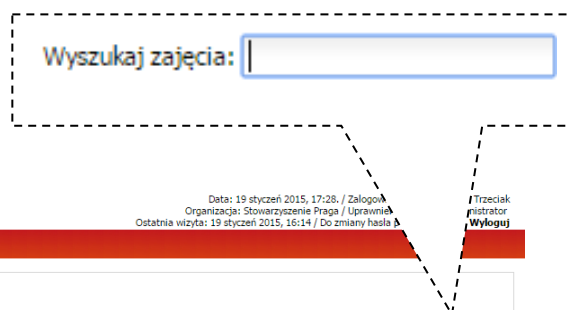 Wyszukaj zajęcia:
Data: 19 styczeń 2015, 17:28. / Zalogow Trzeciak
Organizacja: Stowarzyszenie Praga / Uprawnie nistrator
Ostatnia wizyta: 19 styczeń 2015, 16:14 / Do zmiany hasła p Wyloguj